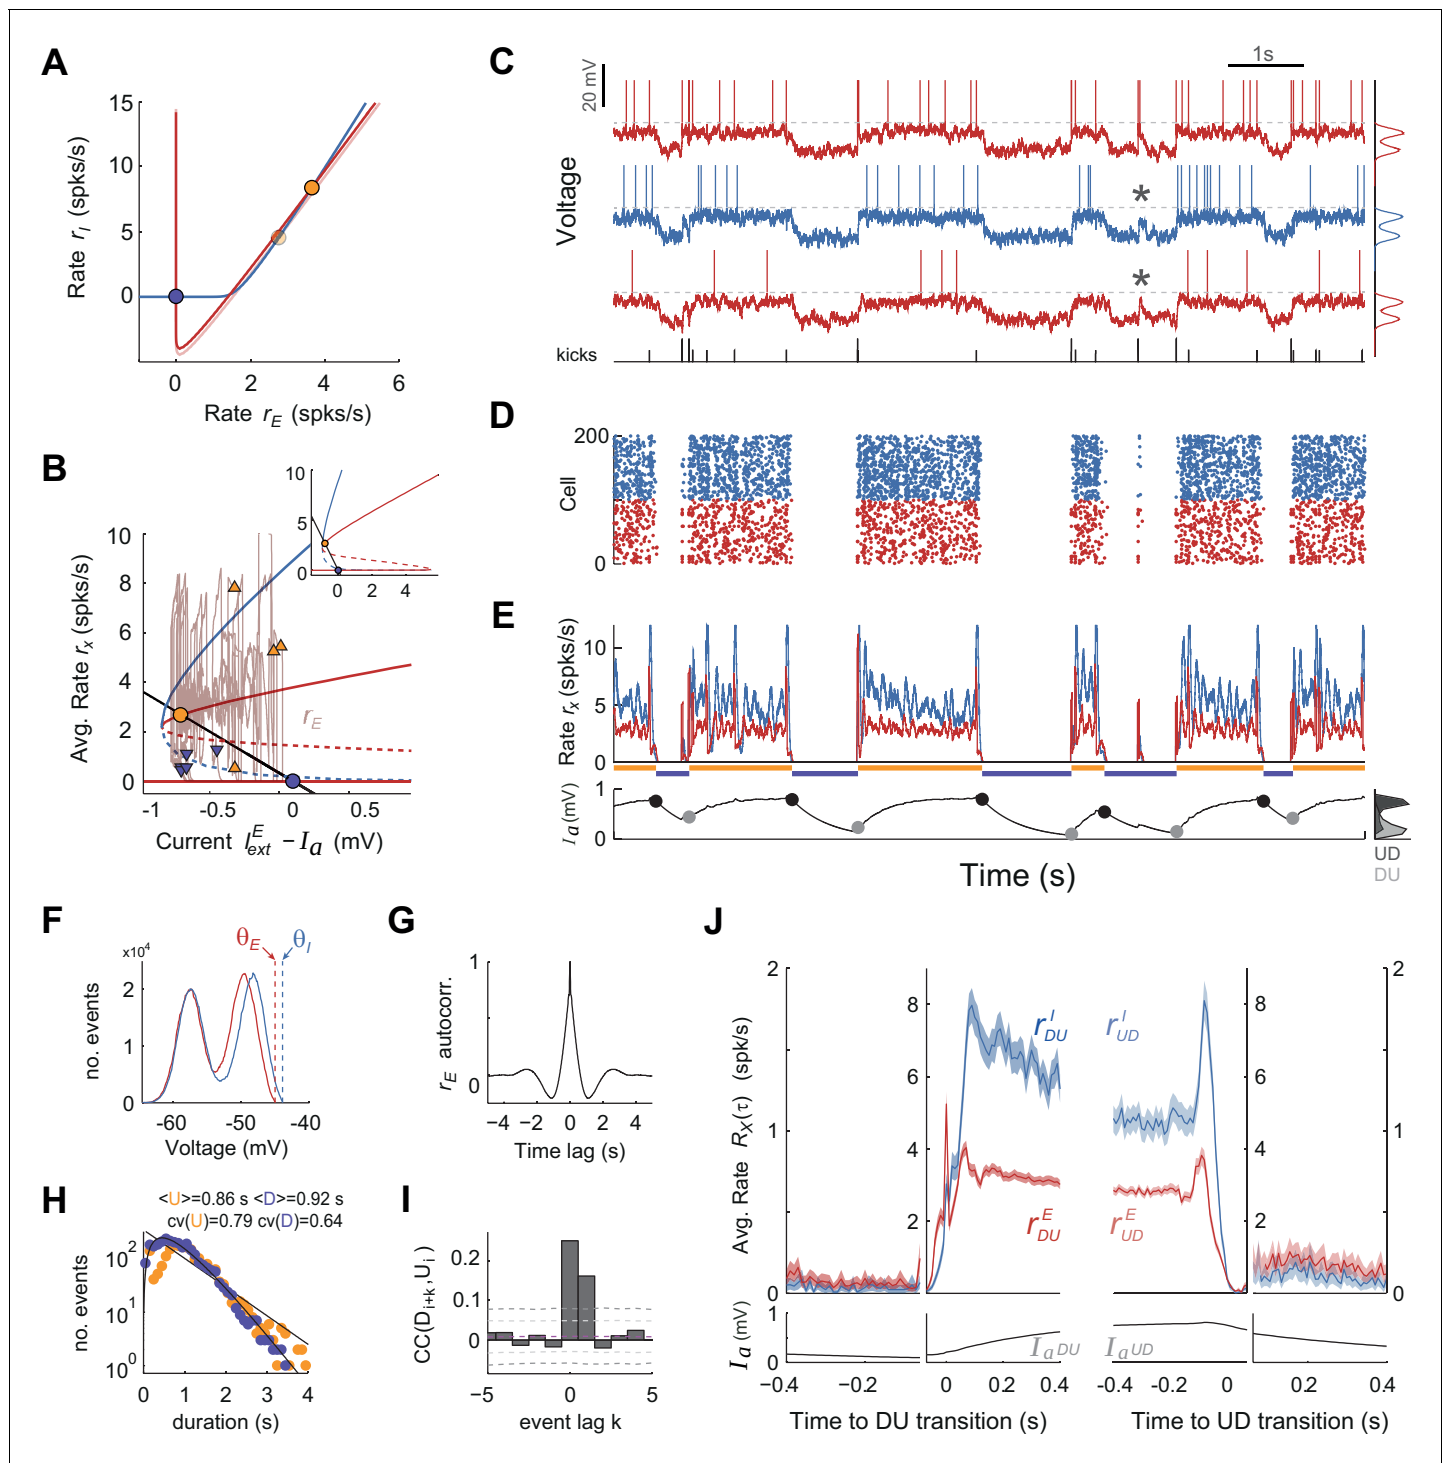 A
Rate r_I (spks/s)
15
10
5
0
0 2 4 6
Rate r_E (spks/s)
B
Avg. Rate r_x (spks/s)
10
8
6
4
2
0
-1 -0.5 0 0.5
Current I^E_ext − I_a (mV)
r_E
10
5
0
0 2 4
C
20 mV
1s
Voltage
*
*
kicks
D
200
Cell
0
E
Rate r_x (spks/s)
10
5
0
I_a (mV)
1
0
UD
DU
Time (s)
F
x10^4
θ_E θ_I
no. events
2
1
0
-60 -50 -40
Voltage (mV)
G
r_E autocorr.
1
0
−4 −2 0 2 4
Time lag (s)
H
<U>=0.86 s <D>=0.92 s
cv(U)=0.79 cv(D)=0.64
no. events
10^2
10^1
10^0
0 1 2 3 4
duration (s)
I
CC(D_i+k, U_i)
0.2
0.1
0
−5 0 5
event lag k
J
Avg. Rate R_X(τ) (spk/s)
2
1
0
8
6
4
2
r^I_DU
r^E_DU
r^I_UD
r^E_UD
8
6
4
2
2
1
0
I_a (mV)
1
0
I_a DU
I_a UD
−0.4 −0.2 0 0.2 0.4
Time to DU transition (s)
−0.4 −0.2 0 0.2 0.4
Time to UD transition (s)